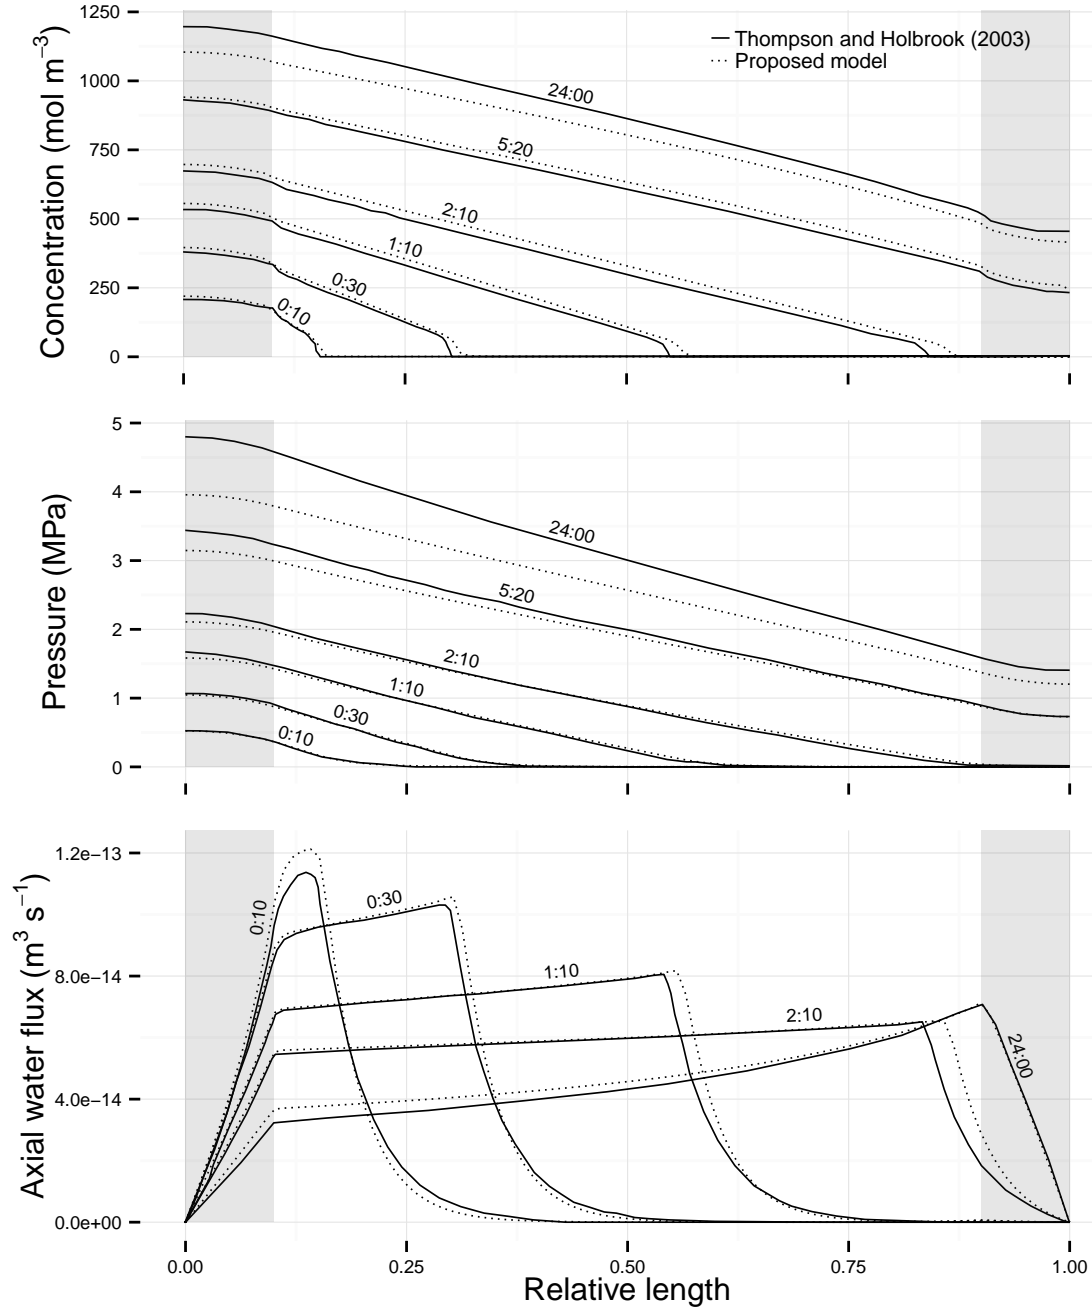 1250
1000
750
500
250
0
Concentration (mol m⁻³)
Thompson and Holbrook (2003)
Proposed model
24:00
5:20
2:10
1:10
0:30
0:10
5
4
3
2
1
0
Pressure (MPa)
24:00
5:20
2:10
1:10
0:30
0:10
1.2e−13
8.0e−14
4.0e−14
0.0e+00
Axial water flux (m³ s⁻¹)
0:10
0:30
1:10
2:10
24:00
0.00 0.25 0.50 0.75 1.00
Relative length